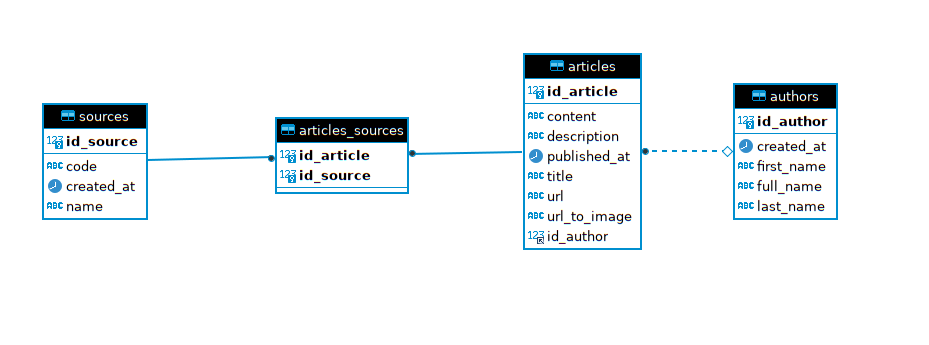 sources
id_source
code
created_at
name
articles_sources
id_article
id_source
articles
id_article
content
description
published_at
title
url
url_to_image
id_author
authors
id_author
created_at
first_name
full_name
last_name